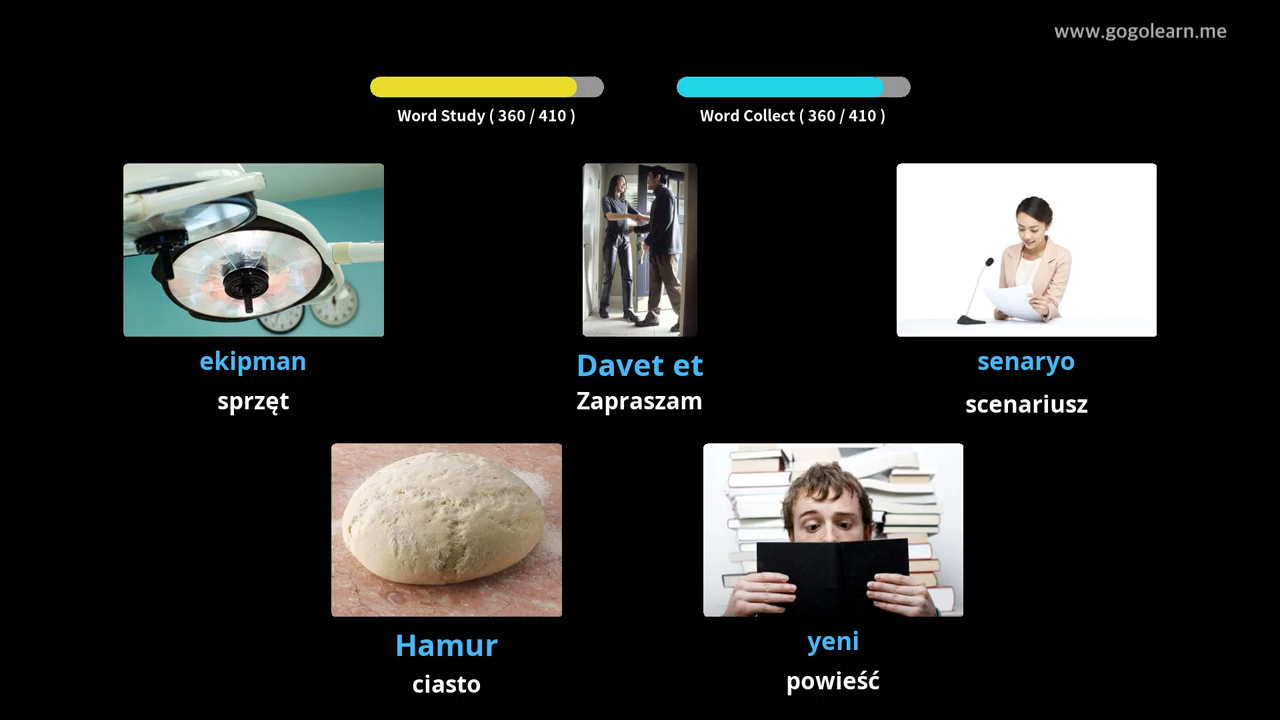 www.gogolearn.me
Word Study ( 360 / 410 )
Word Collect ( 360 / 410 )
ekipman
sprzęt
Davet et
Zapraszam
senaryo
scenariusz
Hamur
ciasto
yeni
powieść